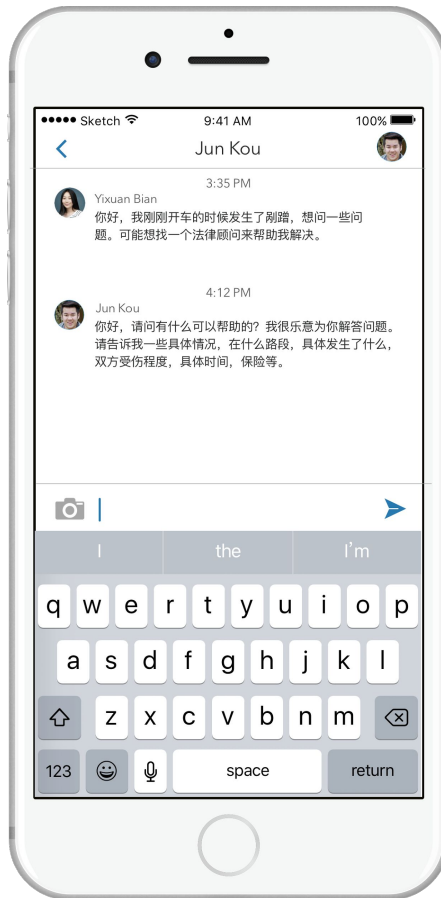 Sketch 9:41 AM 100%
Jun Kou
3:35 PM
Yixuan Bian
你好，我刚刚开车的时候发生了剐蹭，想问一些问
题。可能想找一个法律顾问来帮助我解决。
4:12 PM
Jun Kou
你好，请问有什么可以帮助的？我很乐意为你解答问题。
请告诉我一些具体情况，在什么路段，具体发生了什么，
双方受伤程度，具体时间，保险等。
I the I'm
q w e r t y u i o p
a s d f g h j k l
z x c v b n m
123 space return